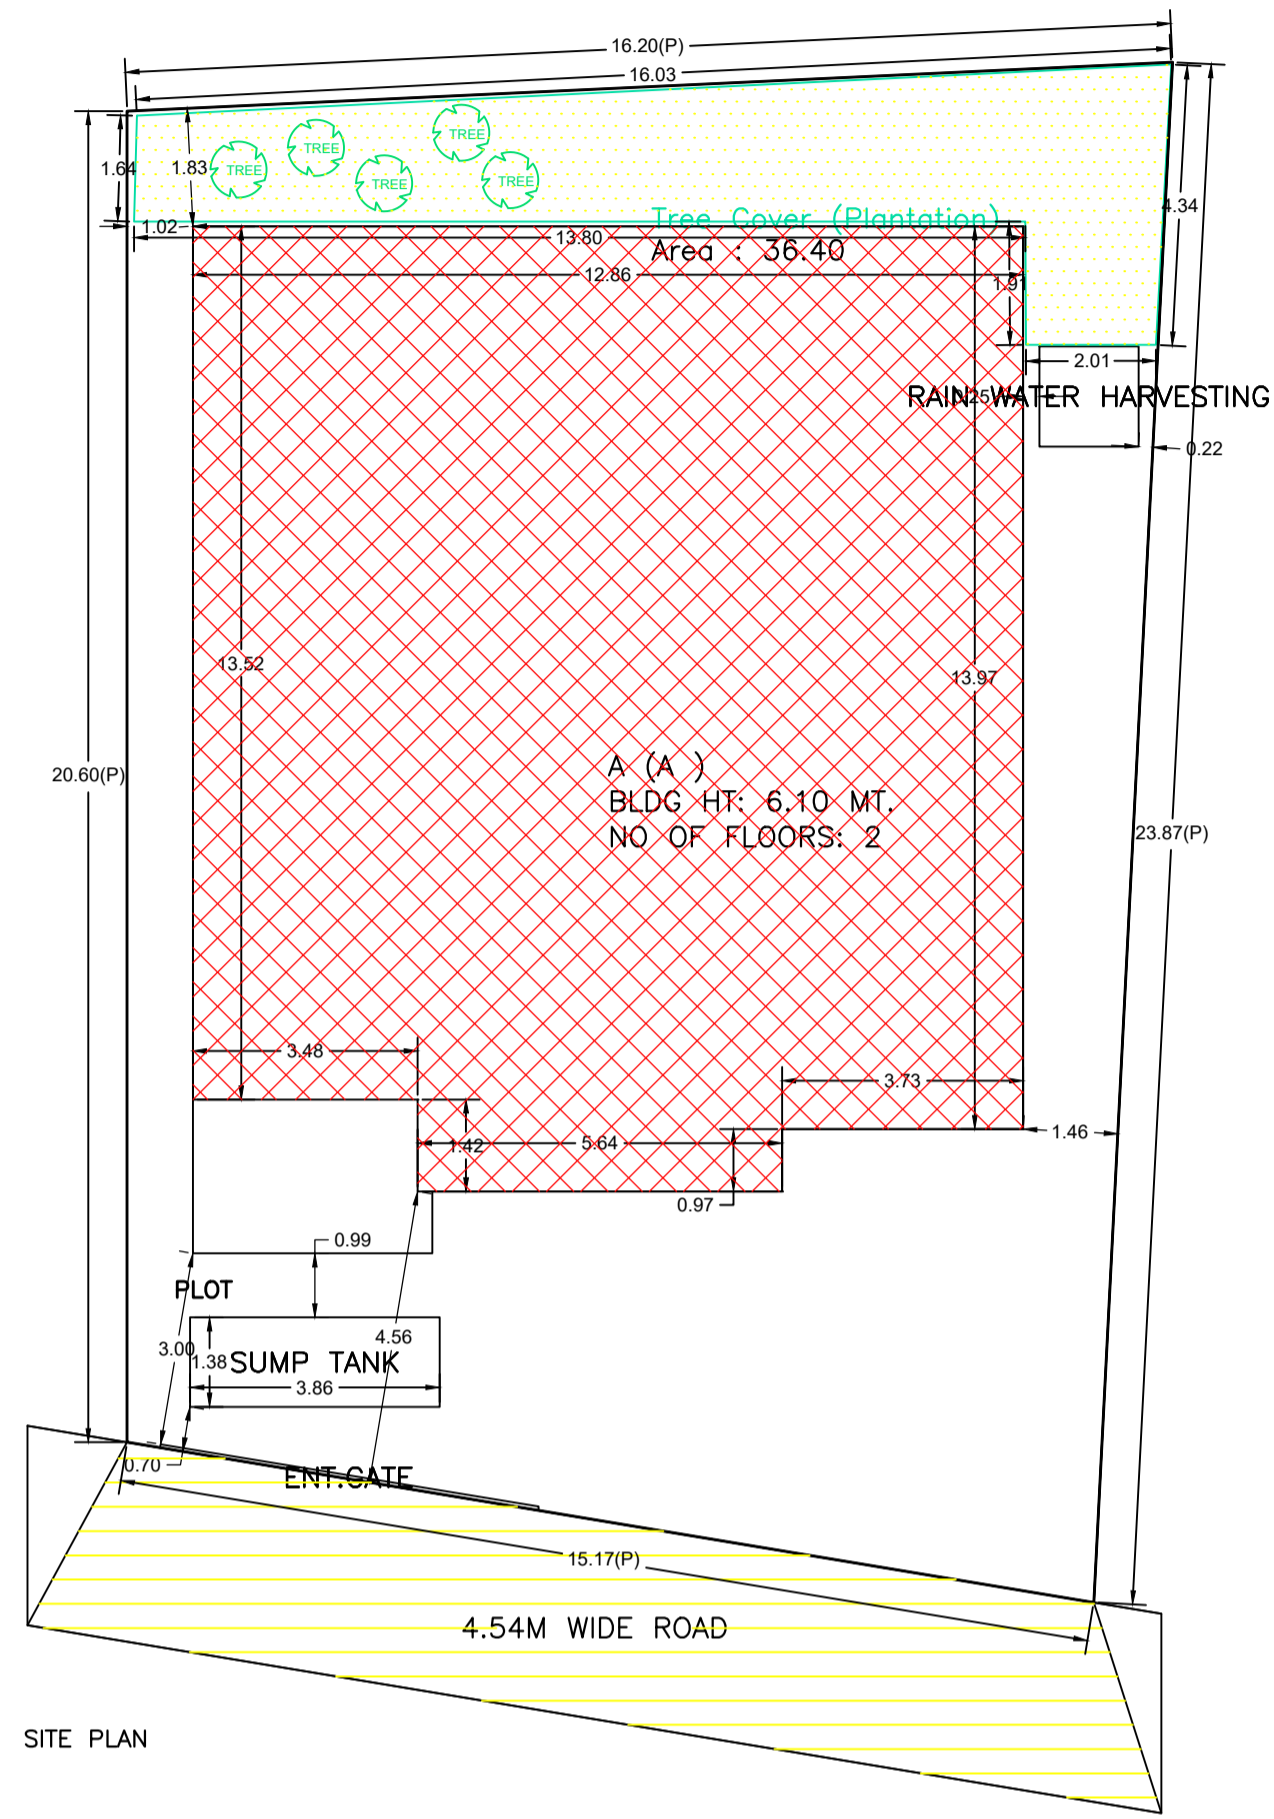 16.20(P)
16.03
1.64
1.83
TREE
TREE
TREE
TREE
TREE
4.34
1.02
Tree Cover (Plantation)
13.80
Area : 36.40
12.86
1.91
2.01
RAIN WATER HARVESTING
0.25
0.22
13.52
13.97
20.60(P)
A (A )
BLDG HT: 6.10 MT.
NO OF FLOORS: 2
23.87(P)
3.48
3.73
1.42
5.64
1.46
0.97
0.99
PLOT
3.00
4.56
1.38
SUMP TANK
3.86
0.70
ENT.GATE
15.17(P)
4.54M WIDE ROAD
SITE PLAN